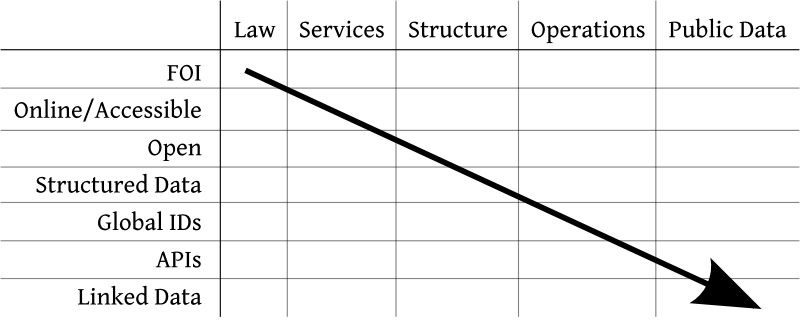 Law Services Structure Operations Public Data
FOI
Online/Accessible
Open
Structured Data
Global IDs
APIs
Linked Data